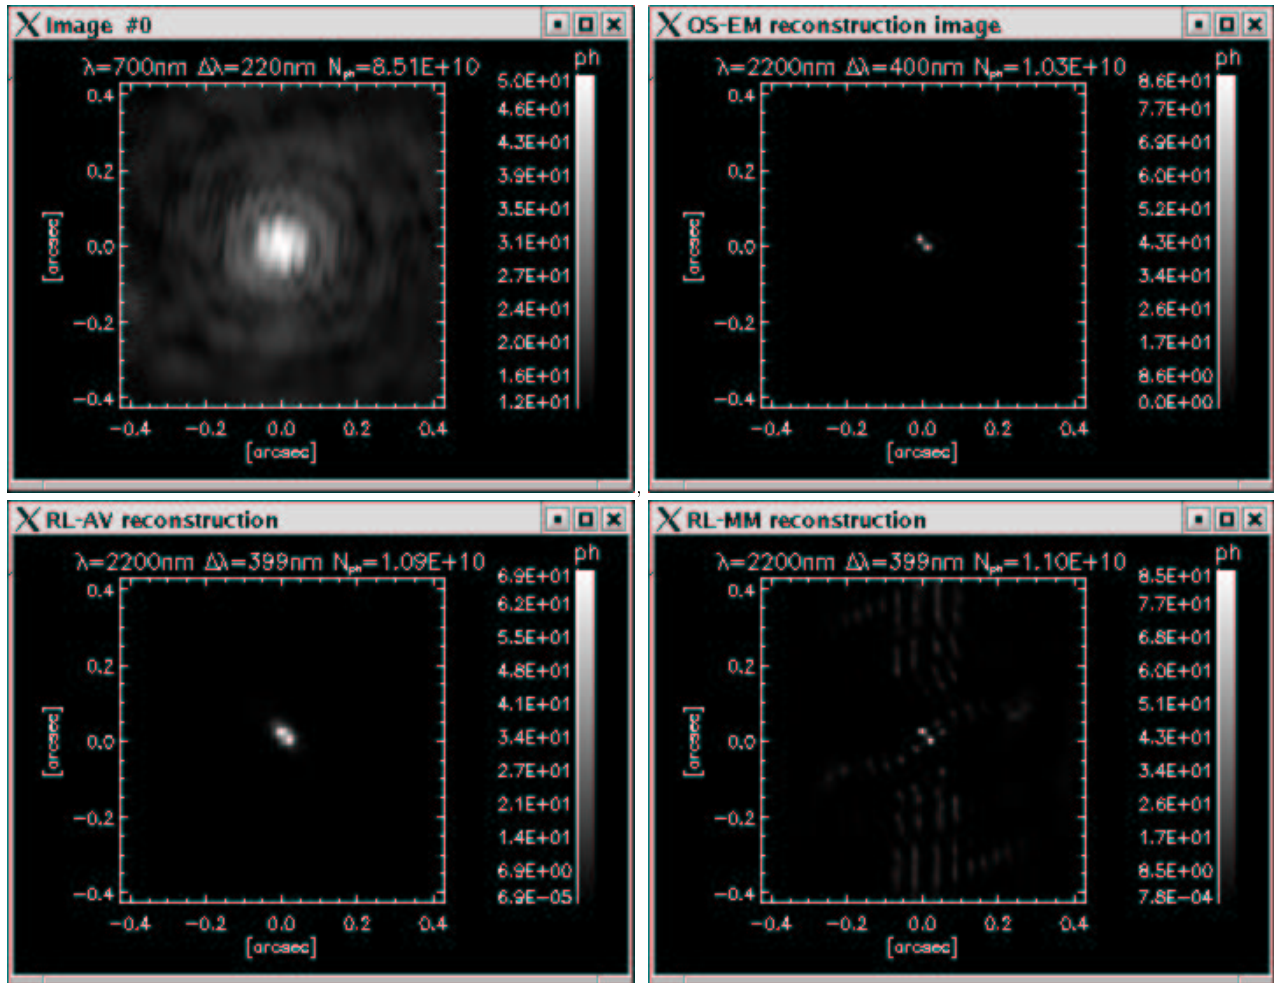 Image #0
ph
λ=700nm Δλ=220nm Nph=8.51E+10
5.0E+01
0.4
4.6E+01
4.3E+01
0.2
3.9E+01
3.5E+01
[arcsec]
0.0
3.1E+01
2.7E+01
2.4E+01
−0.2
2.0E+01
1.6E+01
−0.4
1.2E+01
−0.4 −0.2 0.0 0.2 0.4
[arcsec]
,
OS-EM reconstruction image
ph
λ=2200nm Δλ=400nm Nph=1.03E+10
8.6E+01
0.4
7.7E+01
6.9E+01
0.2
6.0E+01
5.2E+01
[arcsec]
0.0
4.3E+01
3.4E+01
2.6E+01
−0.2
1.7E+01
8.6E+00
−0.4
0.0E+00
−0.4 −0.2 0.0 0.2 0.4
[arcsec]
RL-AV reconstruction
ph
λ=2200nm Δλ=399nm Nph=1.09E+10
6.9E+01
0.4
6.2E+01
5.5E+01
0.2
4.8E+01
4.1E+01
[arcsec]
0.0
3.4E+01
2.7E+01
2.1E+01
−0.2
1.4E+01
6.9E+00
−0.4
6.9E−05
−0.4 −0.2 0.0 0.2 0.4
[arcsec]
RL-MM reconstruction
ph
λ=2200nm Δλ=399nm Nph=1.10E+10
8.5E+01
0.4
7.7E+01
6.8E+01
0.2
6.0E+01
5.1E+01
[arcsec]
0.0
4.3E+01
3.4E+01
2.6E+01
−0.2
1.7E+01
8.5E+00
−0.4
7.8E−04
−0.4 −0.2 0.0 0.2 0.4
[arcsec]